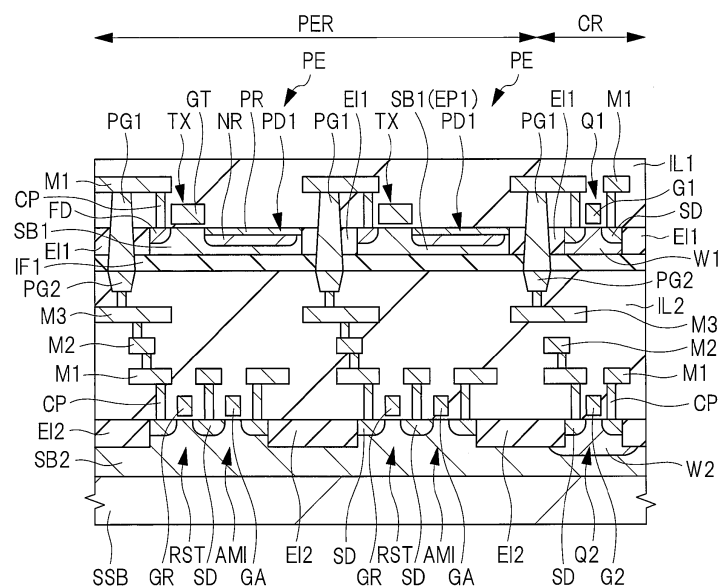 PER CR
PE PE
GT PR EI1 SB1(EP1) EI1 M1
PG1 TX NR PD1 PG1 TX PD1 PG1 Q1
M1 IL1
CP G1
FD SD
SB1
EI1 EI1
IF1 W1
PG2 PG2
IL2
M3 M3
M2 M2
M1 M1
CP CP
EI2
SB2 W2
RST AMI EI2 SD RST AMI EI2 Q2
SSB GR SD GA GR SD GA SD G2